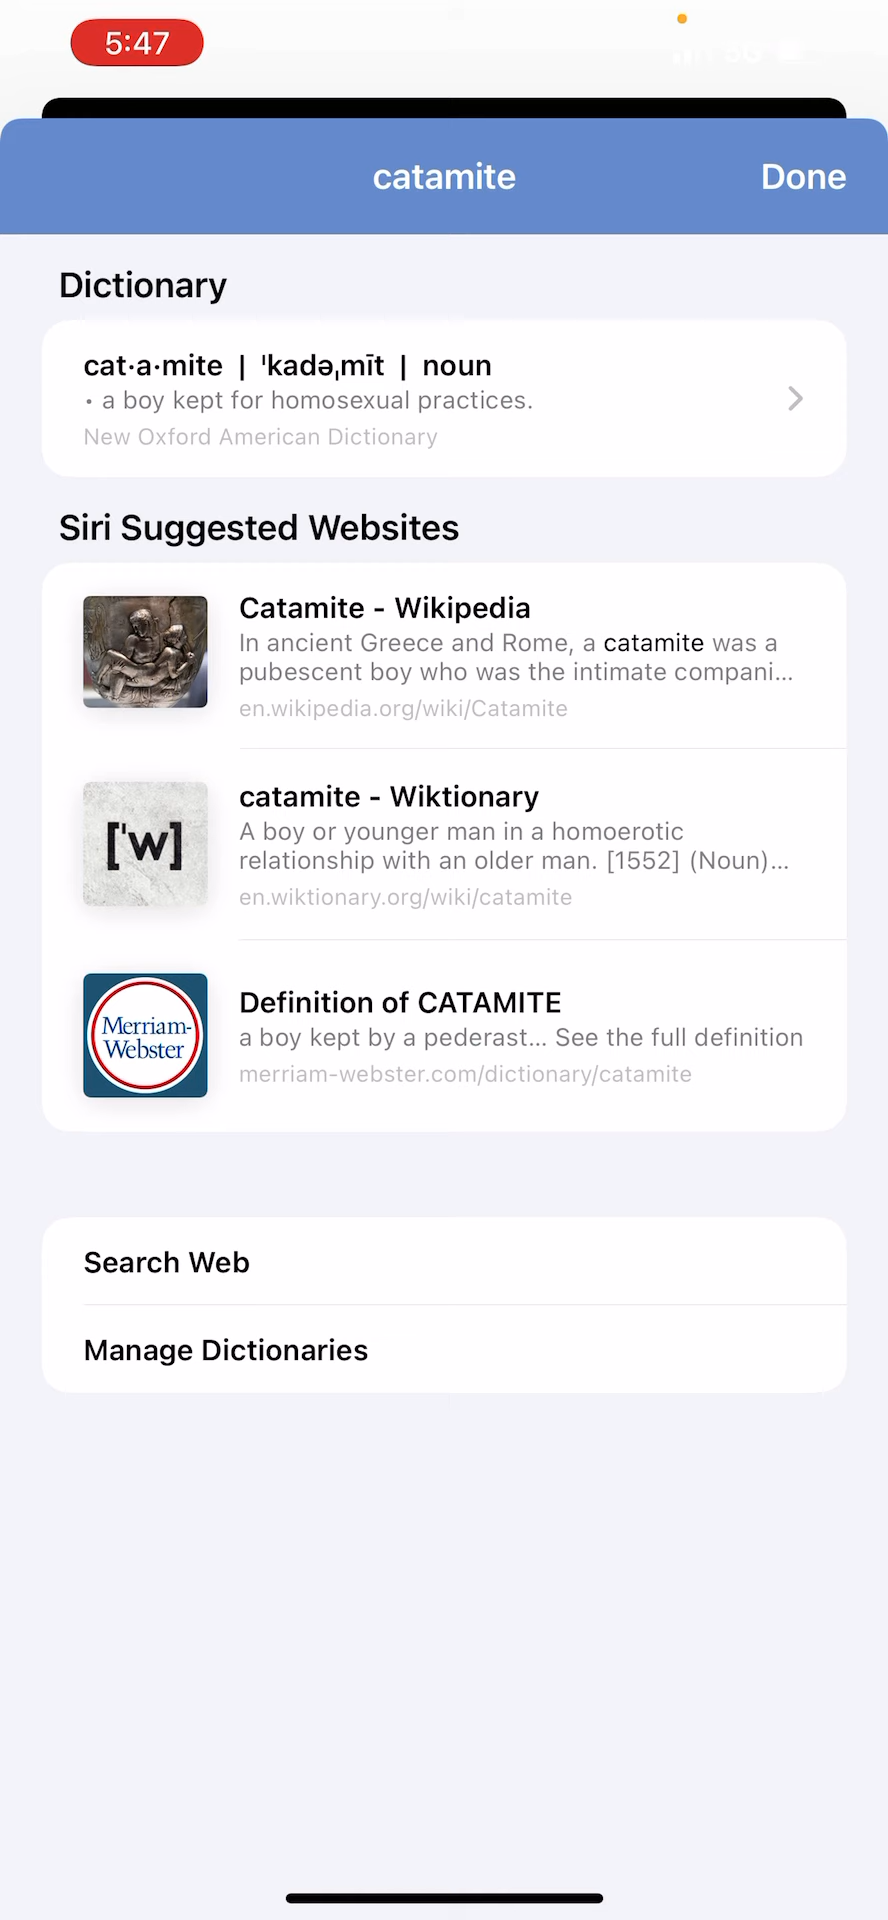 5:47
catamite
Done
Dictionary
cat·a·mite | ˈkadəˌmīt | noun
• a boy kept for homosexual practices.
New Oxford American Dictionary
Siri Suggested Websites
Catamite - Wikipedia
In ancient Greece and Rome, a catamite was a
pubescent boy who was the intimate compani...
en.wikipedia.org/wiki/Catamite
['w]
catamite - Wiktionary
A boy or younger man in a homoerotic
relationship with an older man. [1552] (Noun)...
en.wiktionary.org/wiki/catamite
Merriam-
Webster
Definition of CATAMITE
a boy kept by a pederast... See the full definition
merriam-webster.com/dictionary/catamite
Search Web
Manage Dictionaries